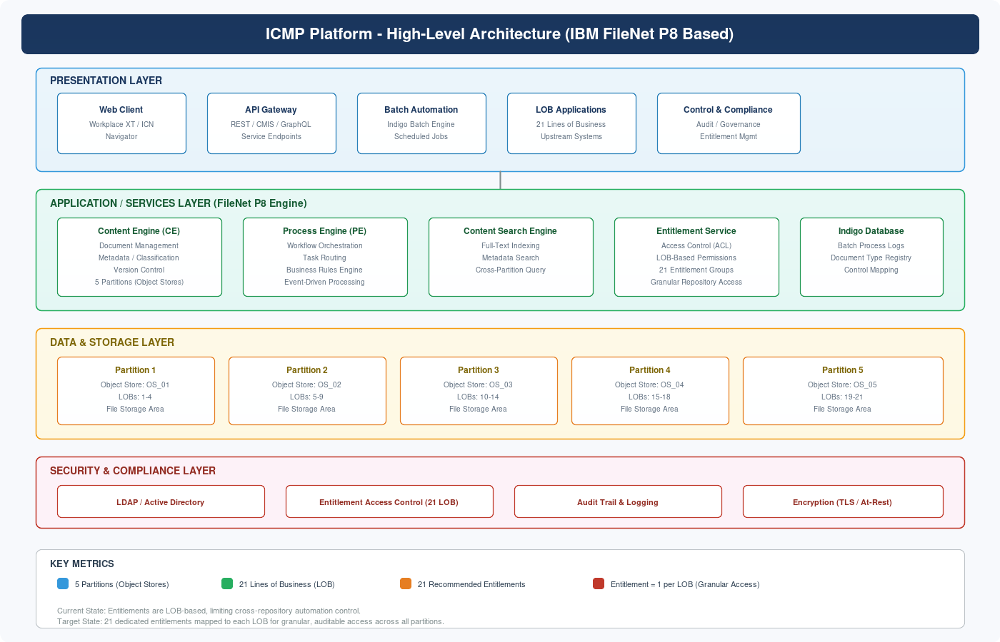 ICMP Platform - High-Level Architecture (IBM FileNet P8 Based)
PRESENTATION LAYER
Web Client
Workplace XT / ICN
Navigator
API Gateway
REST / CMIS / GraphQL
Service Endpoints
Batch Automation
Indigo Batch Engine
Scheduled Jobs
LOB Applications
21 Lines of Business
Upstream Systems
Control & Compliance
Audit / Governance
Entitlement Mgmt
APPLICATION / SERVICES LAYER (FileNet P8 Engine)
Content Engine (CE)
Document Management
Metadata / Classification
Version Control
5 Partitions (Object Stores)
Process Engine (PE)
Workflow Orchestration
Task Routing
Business Rules Engine
Event-Driven Processing
Content Search Engine
Full-Text Indexing
Metadata Search
Cross-Partition Query
Entitlement Service
Access Control (ACL)
LOB-Based Permissions
21 Entitlement Groups
Granular Repository Access
Indigo Database
Batch Process Logs
Document Type Registry
Control Mapping
DATA & STORAGE LAYER
Partition 1
Object Store: OS_01
LOBs: 1-4
File Storage Area
Partition 2
Object Store: OS_02
LOBs: 5-9
File Storage Area
Partition 3
Object Store: OS_03
LOBs: 10-14
File Storage Area
Partition 4
Object Store: OS_04
LOBs: 15-18
File Storage Area
Partition 5
Object Store: OS_05
LOBs: 19-21
File Storage Area
SECURITY & COMPLIANCE LAYER
LDAP / Active Directory
Entitlement Access Control (21 LOB)
Audit Trail & Logging
Encryption (TLS / At-Rest)
KEY METRICS
5 Partitions (Object Stores)
21 Lines of Business (LOB)
21 Recommended Entitlements
Entitlement = 1 per LOB (Granular Access)
Current State: Entitlements are LOB-based, limiting cross-repository automation control.
Target State: 21 dedicated entitlements mapped to each LOB for granular, auditable access across all partitions.